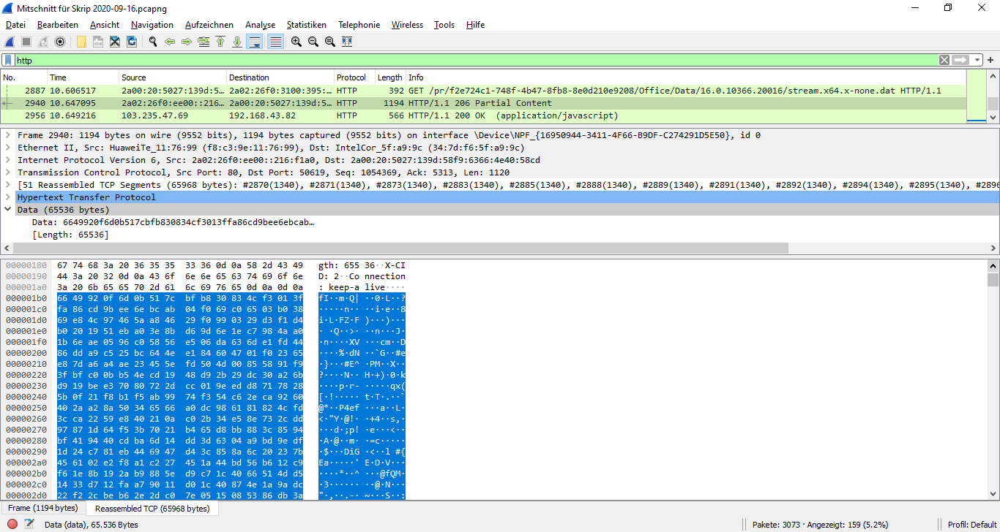 Mitschnitt für Skrip 2020-09-16.pcapng
Datei Bearbeiten Ansicht Navigation Aufzeichnen Analyse Statistiken Telephonie Wireless Tools Hilfe
http
No. Time Source Destination Protocol Length Info
2887 10.606517 2a00:20:5027:139d:5… 2a02:26f0:3100:395:… HTTP 392 GET /pr/f2e724c1-748f-4b47-8fb8-8e0d210e9208/Office/Data/16.0.10366.20016/stream.x64.x-none.dat HTTP/1.1
2940 10.647095 2a02:26f0:ee00::216… 2a00:20:5027:139d:5… HTTP 1194 HTTP/1.1 206 Partial Content
2956 10.649216 103.235.47.69 192.168.43.82 HTTP 566 HTTP/1.1 200 OK (application/javascript)
Frame 2940: 1194 bytes on wire (9552 bits), 1194 bytes captured (9552 bits) on interface \Device\NPF_{16950944-3411-4F66-B9DF-C274291D5E50}, id 0
Ethernet II, Src: HuaweiTe_11:76:99 (f8:c3:9e:11:76:99), Dst: IntelCor_5f:a9:9c (34:7d:f6:5f:a9:9c)
Internet Protocol Version 6, Src: 2a02:26f0:ee00::216:f1a0, Dst: 2a00:20:5027:139d:58f9:6366:4e40:58cd
Transmission Control Protocol, Src Port: 80, Dst Port: 50619, Seq: 1054369, Ack: 5313, Len: 1120
[51 Reassembled TCP Segments (65968 bytes): #2870(1340), #2871(1340), #2873(1340), #2883(1340), #2885(1340), #2888(1340), #2889(1340), #2891(1340), #2892(1340), #2894(1340), #2895(1340), #2896
Hypertext Transfer Protocol
Data (65536 bytes)
Data: 6649920f6d0b517cbfb830834cf3013ffa86cd9bee6ebcab…
[Length: 65536]
00000180 67 74 68 3a 20 36 35 35 33 36 0d 0a 58 2d 43 49 gth: 655 36··X-CI
00000190 44 3a 20 32 0d 0a 43 6f 6e 6e 65 63 74 69 6f 6e D: 2··Co nnection
000001a0 3a 20 6b 65 65 70 2d 61 6c 69 76 65 0d 0a 0d 0a : keep-a live····
000001b0 66 49 92 0f 6d 0b 51 7c bf b8 30 83 4c f3 01 3f fI··m·Q| ··0·L··?
000001c0 fa 86 cd 9b ee 6e bc ab 04 f0 69 c0 65 03 b0 38 ·····n·· ··i·e··8
000001d0 69 e8 4c 97 46 5a a8 46 29 f0 99 03 29 d3 f1 d4 i·L·FZ·F )···)···
000001e0 b0 20 19 51 eb a0 3e 8b d6 9d 6e 1e c7 98 4a a0 · ·Q··>· ··n···J·
000001f0 1b 6e ae 05 96 c0 58 56 e5 06 da 63 6d e1 fd 44 ·n····XV ···cm··D
00000200 86 dd a9 c5 25 bc 64 4e e1 84 60 47 01 f0 23 65 ····%·dN ··`G··#e
00000210 e8 7d a6 a4 ae 23 45 5e fd 50 4d 00 85 58 91 f9 ·}···#E^ ·PM··X··
00000220 3f bf c0 0b b5 4e cd 19 48 d9 2b 29 dc 30 a2 6b ?····N·· H·+)·0·k
00000230 d9 19 be e3 70 80 72 2d cc 01 9e ed d8 71 78 28 ····p·r- ·····qx(
00000240 5b 0f 21 f8 b1 f5 ab 99 74 f3 54 c6 2e ca 92 60 [·!····· t·T·.··`
00000250 40 2a a2 8a 50 34 65 66 a0 dc 98 61 81 82 4c fd @*··P4ef ···a··L·
00000260 3c ca 22 59 e8 40 21 0a c0 2b 34 e5 8e 73 2c dd <·"Y·@!· ·+4··s,·
00000270 97 87 1d 64 f5 3b 70 21 b4 65 d8 bb 88 3c 85 94 ···d·;p! ·e···<··
00000280 bf 41 94 40 cd ba 6d 14 dd 3d 63 04 a9 bd 9e df ·A·@··m· ·=c·····
00000290 1d 24 c7 81 eb 44 69 47 d4 3c 85 8a 6c 20 23 7b ·$···DiG ·<··l #{
000002a0 45 61 02 e2 f8 a1 c2 27 45 1a 44 bd 56 b6 12 c9 Ea·····' E·D·V···
000002b0 f6 1e 8b 19 2a b9 88 5e d9 c7 1c 40 66 51 4d d5 ····*··^ ···@fQM·
000002c0 14 33 d7 12 fa a7 90 11 d0 1c 40 87 4e 1a 9a dc ·3······ ··@·N···
000002d0 22 f2 2c be b6 2e 2d c0 7e 05 15 08 53 86 db 3a "·,··.-· ~···S··:
Frame (1194 bytes) Reassembled TCP (65968 bytes)
Data (data), 65.536 Bytes Pakete: 3073 · Angezeigt: 159 (5.2%) Profil: Default